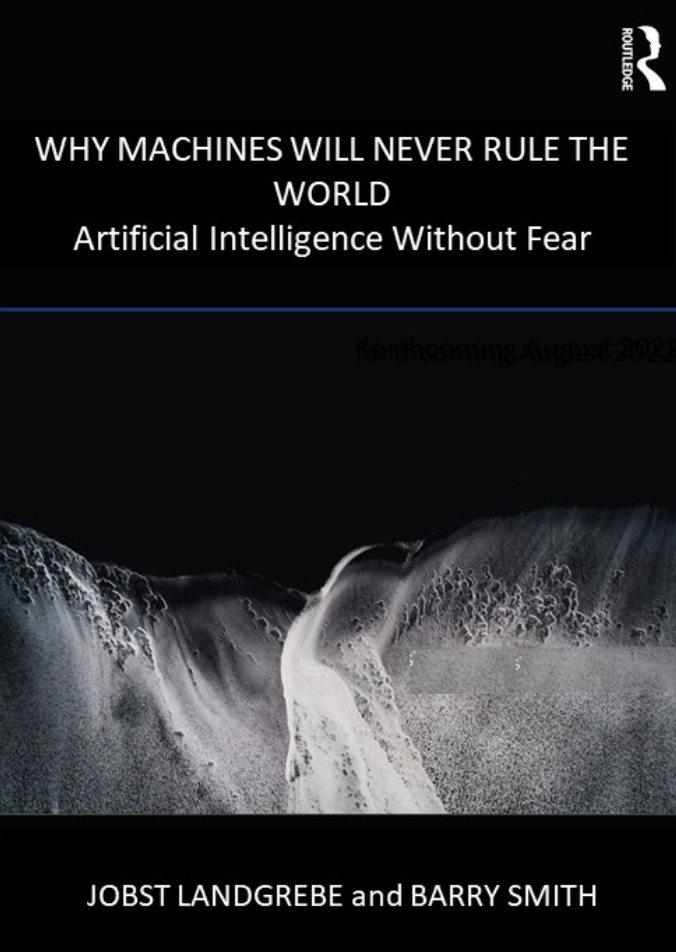 ROUTLEDGE
WHY MACHINES WILL NEVER RULE THE
WORLD
Artificial Intelligence Without Fear
forthcoming August 2022
JOBST LANDGREBE and BARRY SMITH